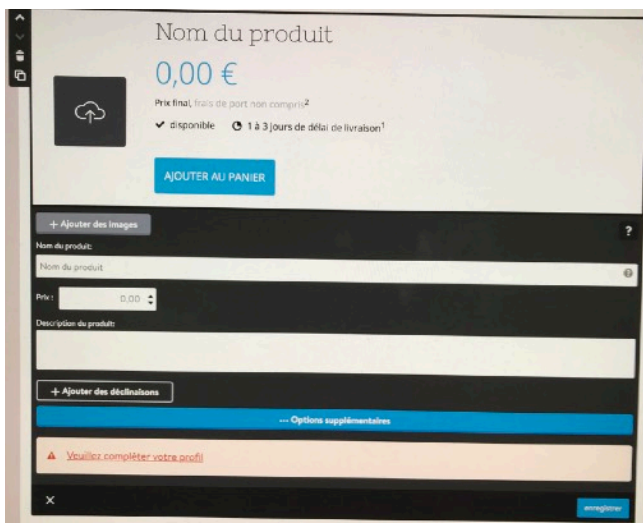 Nom du produit
0,00 €
Prix final, frais de port non compris²
disponible 1 à 3 jours de délai de livraison¹
AJOUTER AU PANIER
+ Ajouter des images
?
Nom du produit:
Nom du produit
?
Prix : 0,00
Description du produit:
+ Ajouter des déclinaisons
--- Options supplémentaires
Veuillez compléter votre profil
enregistrer